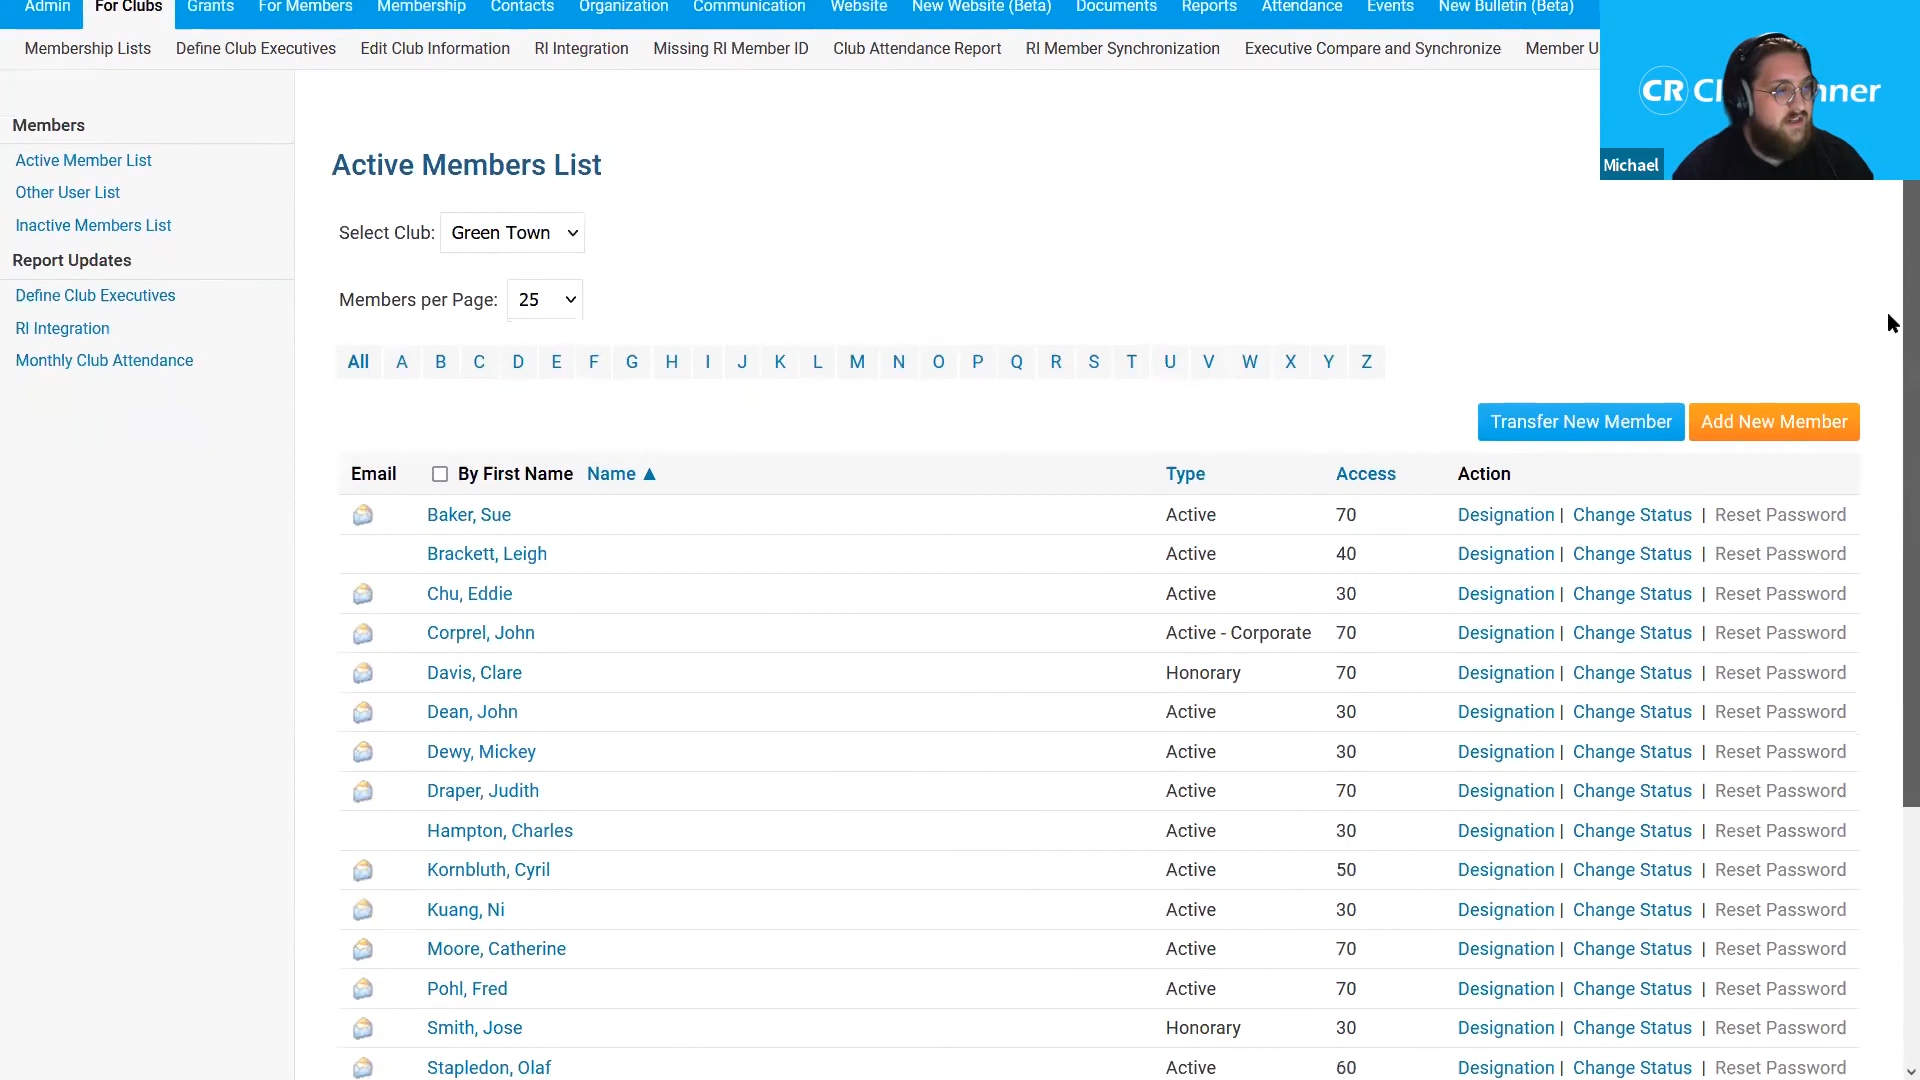 Admin For Clubs Grants For Members Membership Contacts Organization Communication Website New Website (Beta) Documents Reports Attendance Events New Bulletin (Beta)
Membership Lists Define Club Executives Edit Club Information RI Integration Missing RI Member ID Club Attendance Report RI Member Synchronization Executive Compare and Synchronize Member U
CR
Michael
Members
Active Member List
Other User List
Inactive Members List
Report Updates
Define Club Executives
RI Integration
Monthly Club Attendance
Active Members List
Select Club: Green Town
Members per Page: 25
All A B C D E F G H I J K L M N O P Q R S T U V W X Y Z
Transfer New Member Add New Member
Email By First Name Name ▲ Type Access Action
Baker, Sue Active 70 Designation | Change Status | Reset Password
Brackett, Leigh Active 40 Designation | Change Status | Reset Password
Chu, Eddie Active 30 Designation | Change Status | Reset Password
Corprel, John Active - Corporate 70 Designation | Change Status | Reset Password
Davis, Clare Honorary 70 Designation | Change Status | Reset Password
Dean, John Active 30 Designation | Change Status | Reset Password
Dewy, Mickey Active 30 Designation | Change Status | Reset Password
Draper, Judith Active 70 Designation | Change Status | Reset Password
Hampton, Charles Active 30 Designation | Change Status | Reset Password
Kornbluth, Cyril Active 50 Designation | Change Status | Reset Password
Kuang, Ni Active 30 Designation | Change Status | Reset Password
Moore, Catherine Active 70 Designation | Change Status | Reset Password
Pohl, Fred Active 70 Designation | Change Status | Reset Password
Smith, Jose Honorary 30 Designation | Change Status | Reset Password
Stapledon, Olaf Active 60 Designation | Change Status | Reset Password